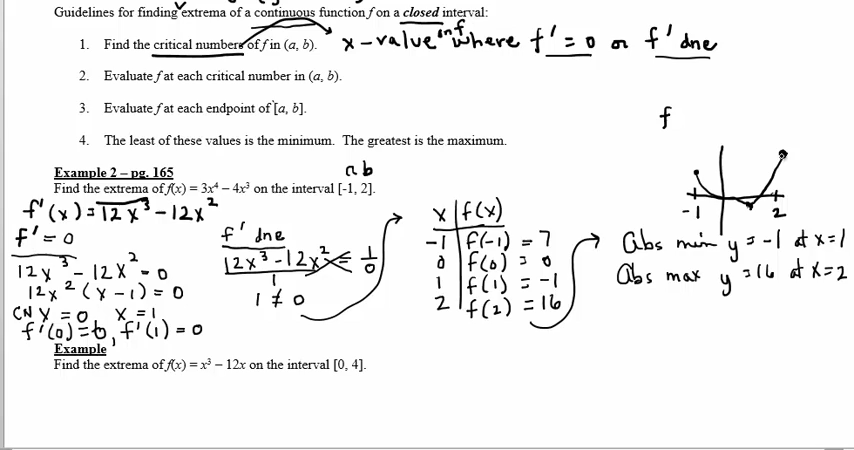 Guidelines for finding extrema of a continuous function f on a closed interval:
1. Find the critical numbers of f in (a, b). x-value in f where f' = 0 or f' dne
2. Evaluate f at each critical number in (a, b).
3. Evaluate f at each endpoint of [a, b].
f
4. The least of these values is the minimum. The greatest is the maximum.
Example 2 – pg. 165
a b
Find the extrema of f(x) = 3x⁴ – 4x³ on the interval [-1, 2].
f'(x) = 12x³ - 12x²
f' = 0
12x³ - 12x² = 0
12x² (x - 1) = 0
CN x = 0 x = 1
f'(0) = 0, f'(1) = 0
f' dne
12x³ - 12x² = 1
1 0
1 ≠ 0
x f(x)
-1 f(-1) = 7
0 f(0) = 0
1 f(1) = -1
2 f(2) = 16
-1 2
Abs min y = -1 at x=1
Abs max y = 16 at x=2
Example
Find the extrema of f(x) = x³ – 12x on the interval [0, 4].